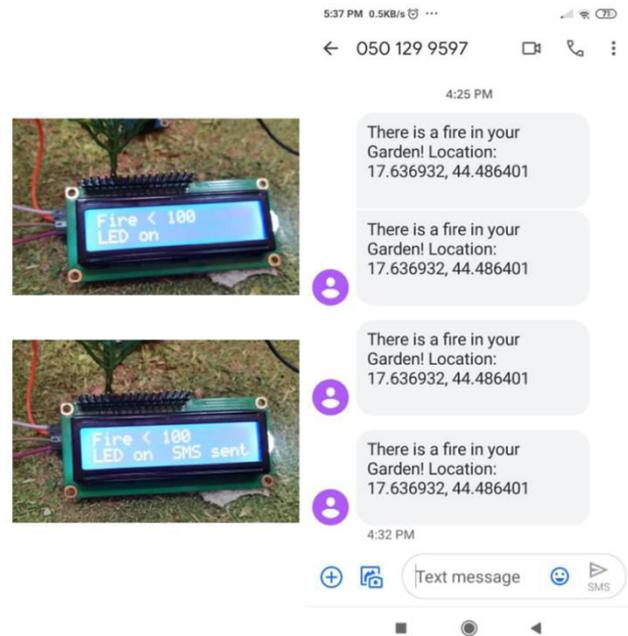 Fire < 100
LED on
Fire < 100
LED on  SMS sent
5:37 PM 0.5KB/s ···
71
050 129 9597
4:25 PM
There is a fire in your
Garden! Location:
17.636932, 44.486401
There is a fire in your
Garden! Location:
17.636932, 44.486401
There is a fire in your
Garden! Location:
17.636932, 44.486401
There is a fire in your
Garden! Location:
17.636932, 44.486401
4:32 PM
Text message
SMS